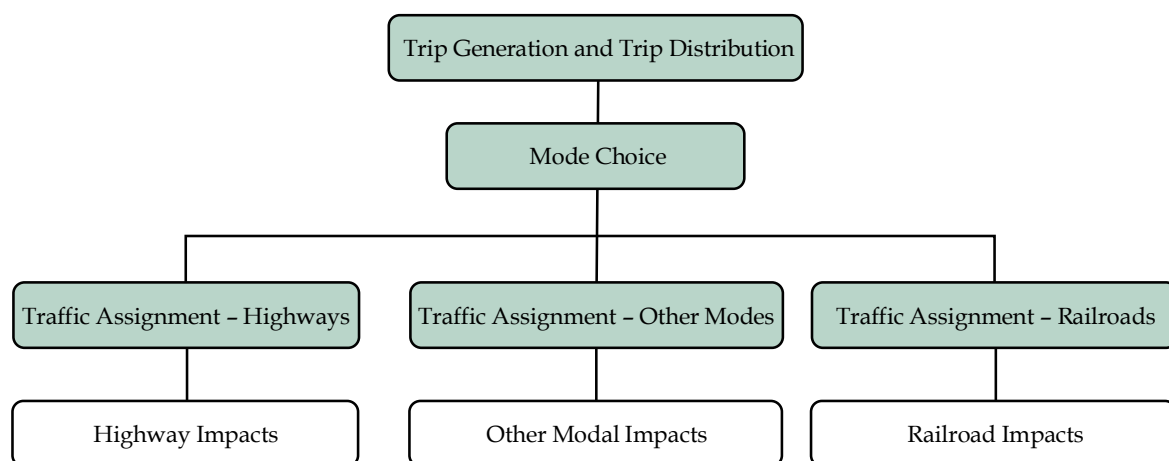 Trip Generation and Trip Distribution
Mode Choice
Traffic Assignment – Highways
Traffic Assignment – Other Modes
Traffic Assignment – Railroads
Highway Impacts
Other Modal Impacts
Railroad Impacts